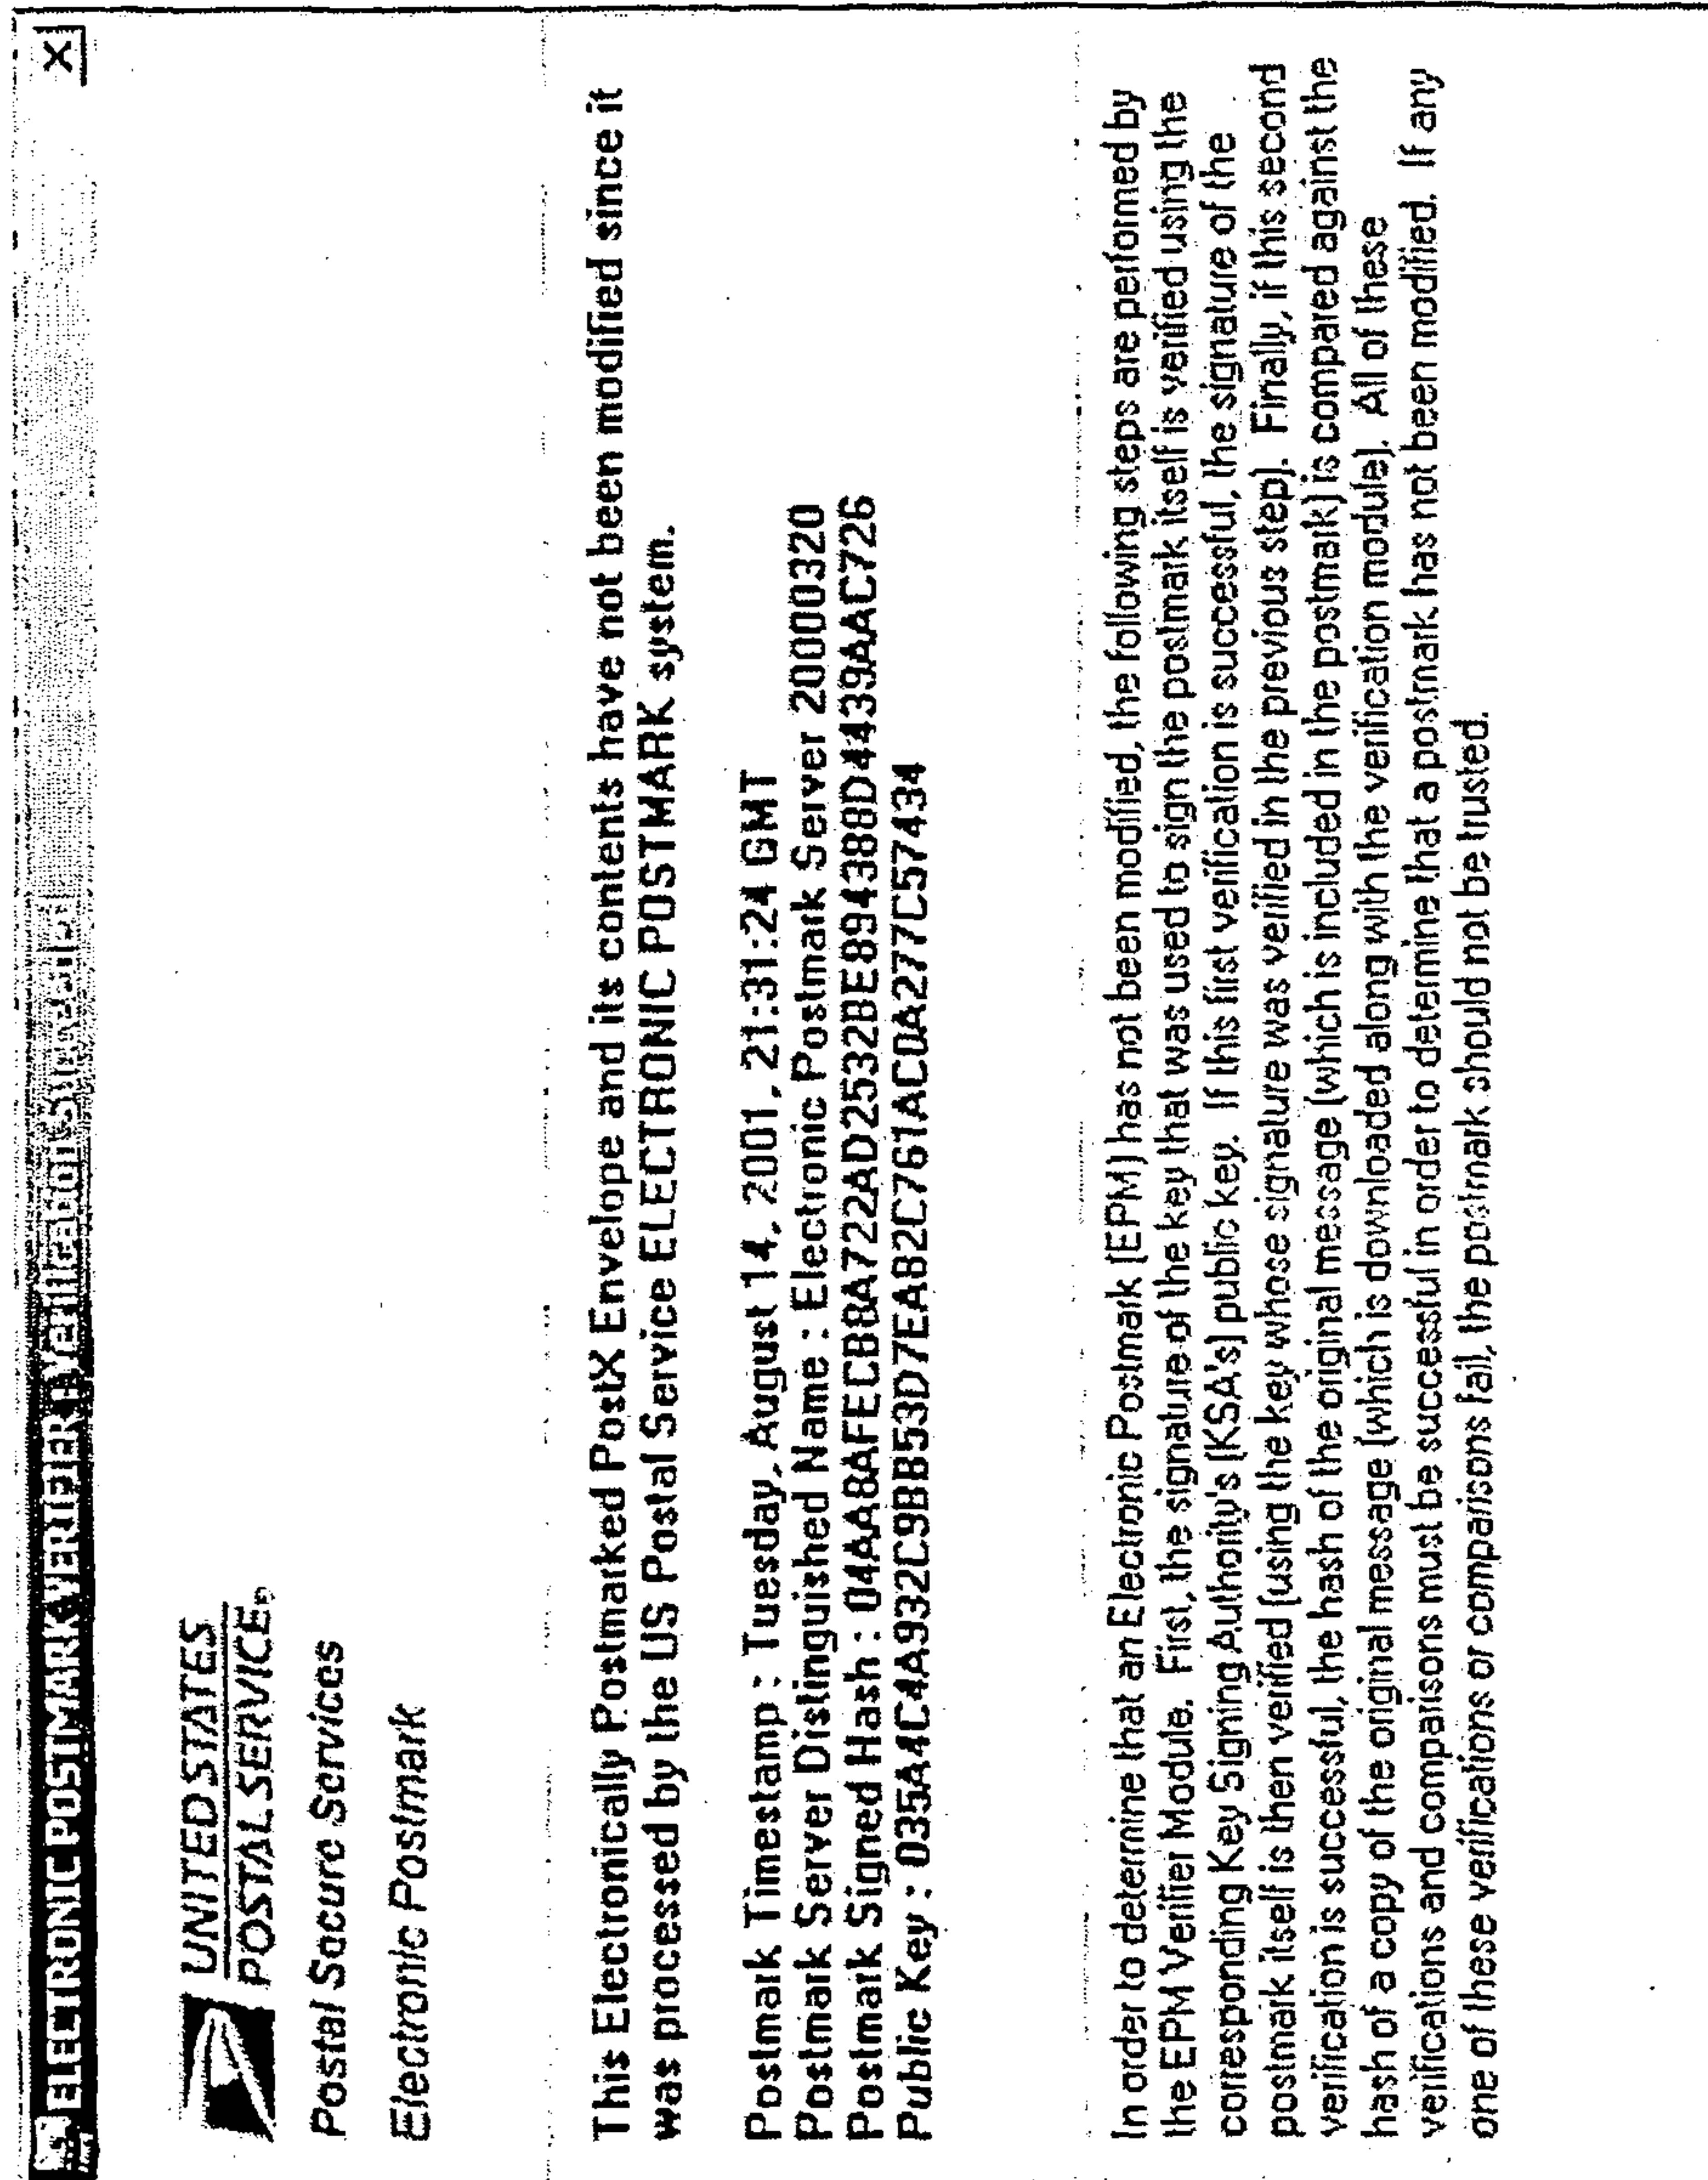 ELECTRONIC POSTMARK VERIFIER
X
UNITED STATES
POSTAL SERVICE®
Postal Secure Services
Electronic Postmark
This Electronically Postmarked PostX Envelope and its contents have not been modified since it
was processed by the US Postal Service ELECTRONIC POSTMARK system.
Postmark Timestamp : Tuesday, August 14, 2001, 21:31:24 GMT
Postmark Server Distinguished Name : Electronic Postmark Server 20000320
Postmark Signed Hash : 04AA8AFECB8A722AD2532BE89438BD4439AAC726
Public Key : 035A4C4A932C9BB53D7EA82C761ACDA277C57434
In order to determine that an Electronic Postmark (EPM) has not been modified, the following steps are performed by
the EPM Verifier Module. First, the signature of the key that was used to sign the postmark itself is verified using the
corresponding Key Signing Authority's (KSA's) public key. If this first verification is successful, the signature of the
postmark itself is then verified (using the key whose signature was verified in the previous step). Finally, if this second
verification is successful, the hash of the original message (which is included in the postmark) is compared against the
hash of a copy of the original message (which is downloaded along with the verification module). All of these
verifications and comparisons must be successful in order to determine that a postmark has not been modified. If any
one of these verifications or comparisons fail, the postmark should not be trusted.